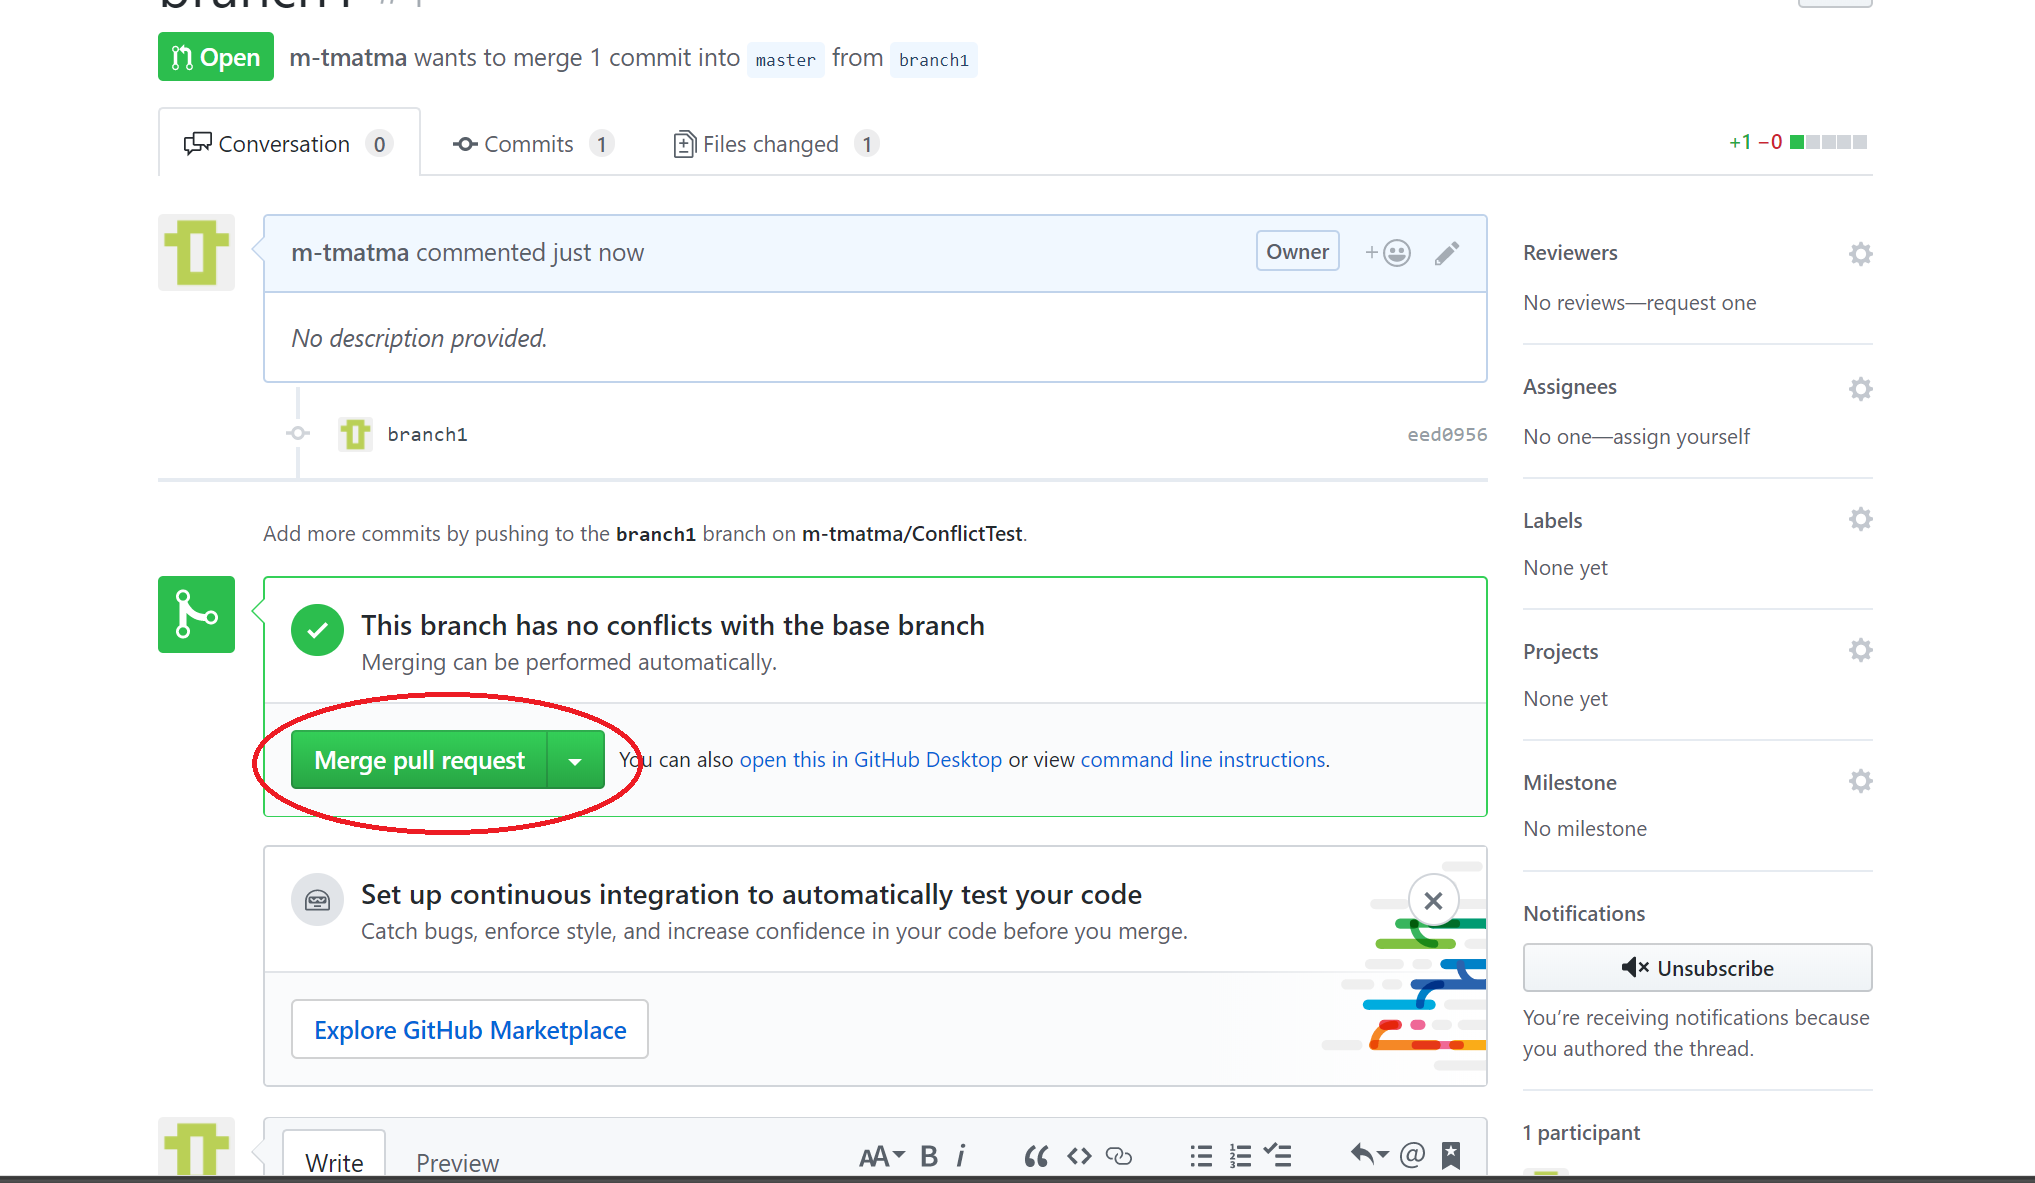 branch1 #1
Open m-tmatma wants to merge 1 commit into master from branch1
Conversation 0 Commits 1 Files changed 1 +1 −0
m-tmatma commented just now Owner +
No description provided.
branch1 eed0956
Add more commits by pushing to the branch1 branch on m-tmatma/ConflictTest.
This branch has no conflicts with the base branch
Merging can be performed automatically.
Merge pull request You can also open this in GitHub Desktop or view command line instructions.
Set up continuous integration to automatically test your code
Catch bugs, enforce style, and increase confidence in your code before you merge.
Explore GitHub Marketplace
Write Preview AA B i @
Reviewers
No reviews—request one
Assignees
No one—assign yourself
Labels
None yet
Projects
None yet
Milestone
No milestone
Notifications
Unsubscribe
You’re receiving notifications because
you authored the thread.
1 participant